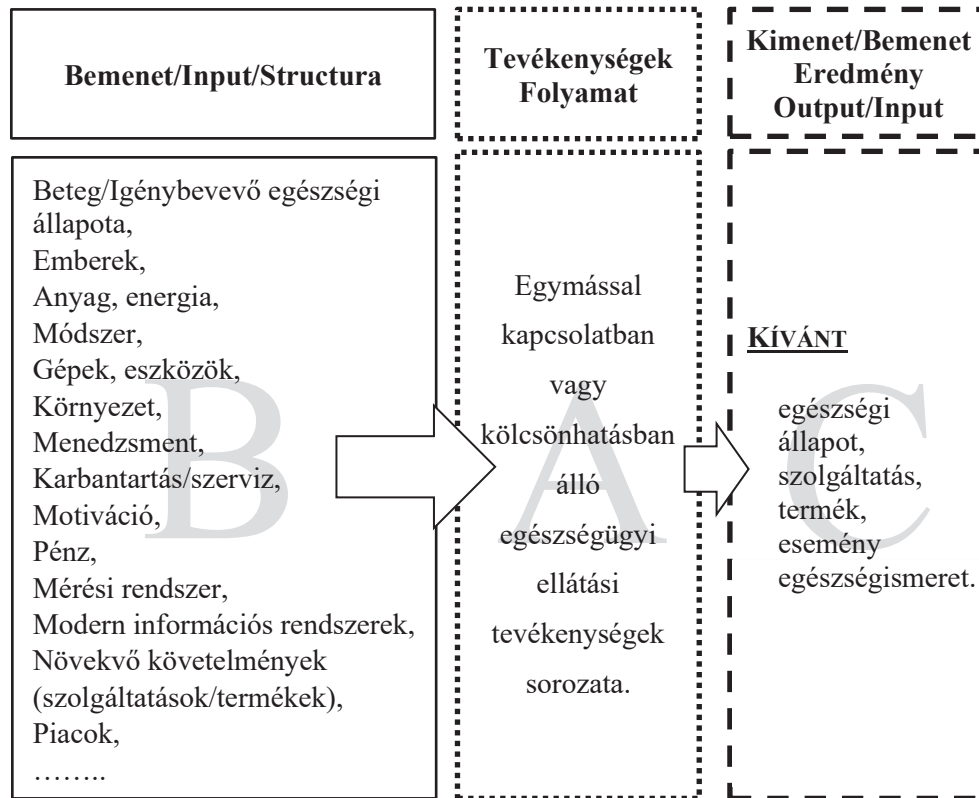 Bemenet/Input/Structura
Tevékenységek
Folyamat
Kimenet/Bemenet
Eredmény
Output/Input
Beteg/Igénybevevő egészségi
állapota,
Emberek,
Anyag, energia,
Módszer,
Gépek, eszközök,
Környezet,
Menedzsment,
Karbantartás/szerviz,
Motiváció,
Pénz,
Mérési rendszer,
Modern információs rendszerek,
Növekvő követelmények
(szolgáltatások/termékek),
Piacok,
……..
B
Egymással
kapcsolatban
vagy
kölcsönhatásban
álló
egészségügyi
ellátási
tevékenységek
sorozata.
A
KÍVÁNT
egészségi
állapot,
szolgáltatás,
termék,
esemény
egészségismeret.
C